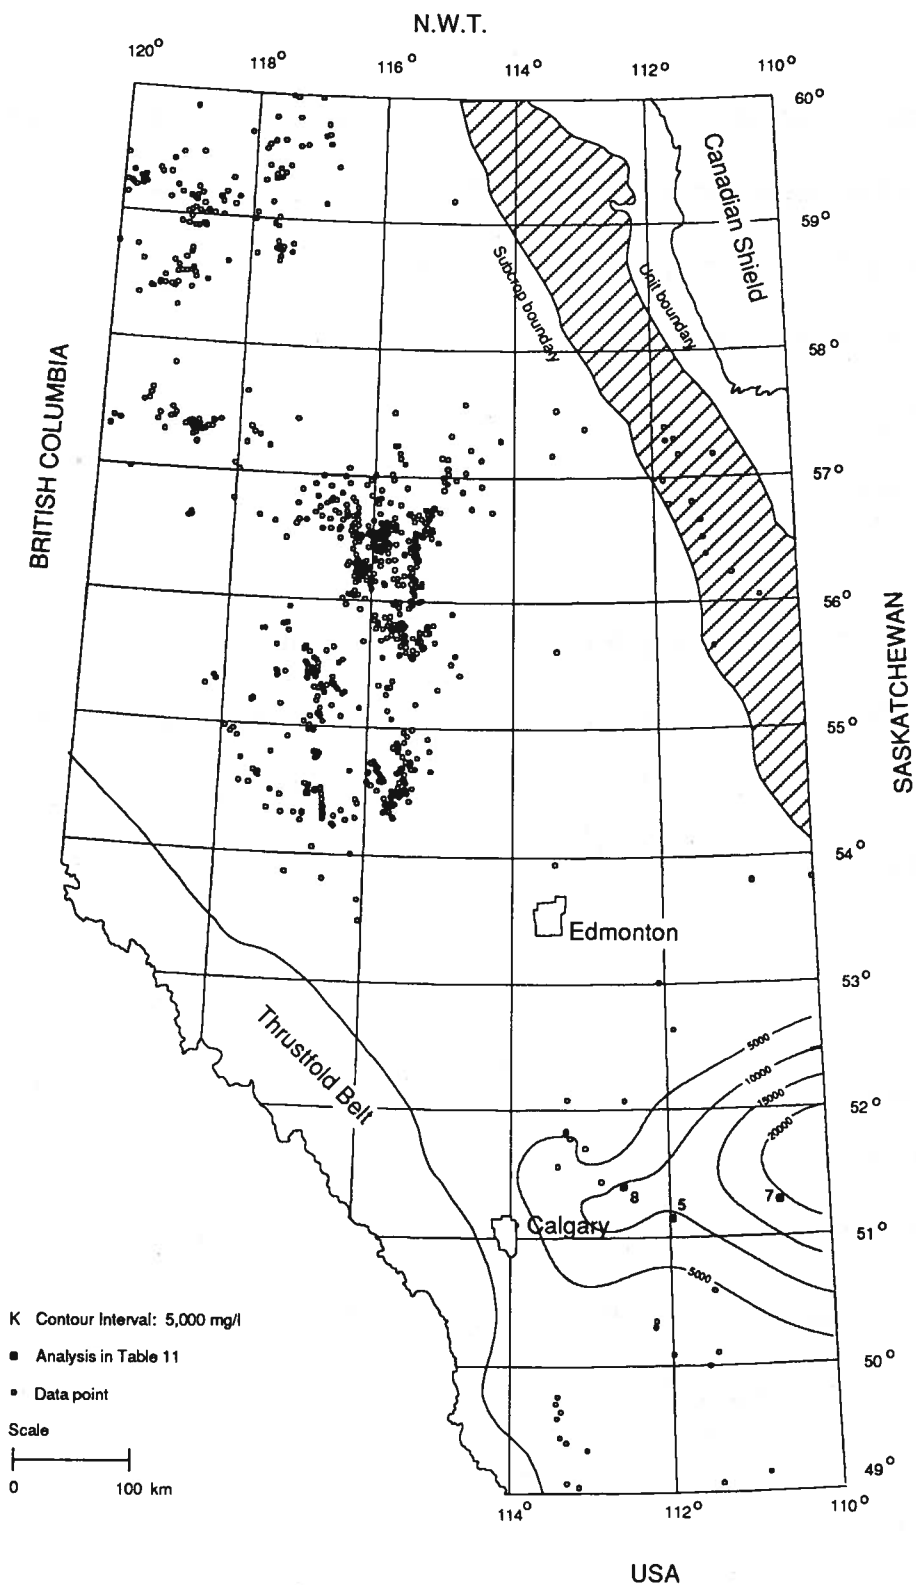 N.W.T.
120° 118° 116° 114° 112° 110°
60°
Canadian Shield
59°
Subcrop boundary
Unit boundary
58°
BRITISH COLUMBIA
57°
56°
SASKATCHEWAN
55°
54°
Edmonton
53°
Thrustfold Belt
5000
10000
15000
52°
20000
8
7
5
Calgary
51°
5000
K Contour Interval: 5,000 mg/l
Analysis in Table 11
50°
Data point
Scale
49°
0 100 km
114° 112° 110°
USA